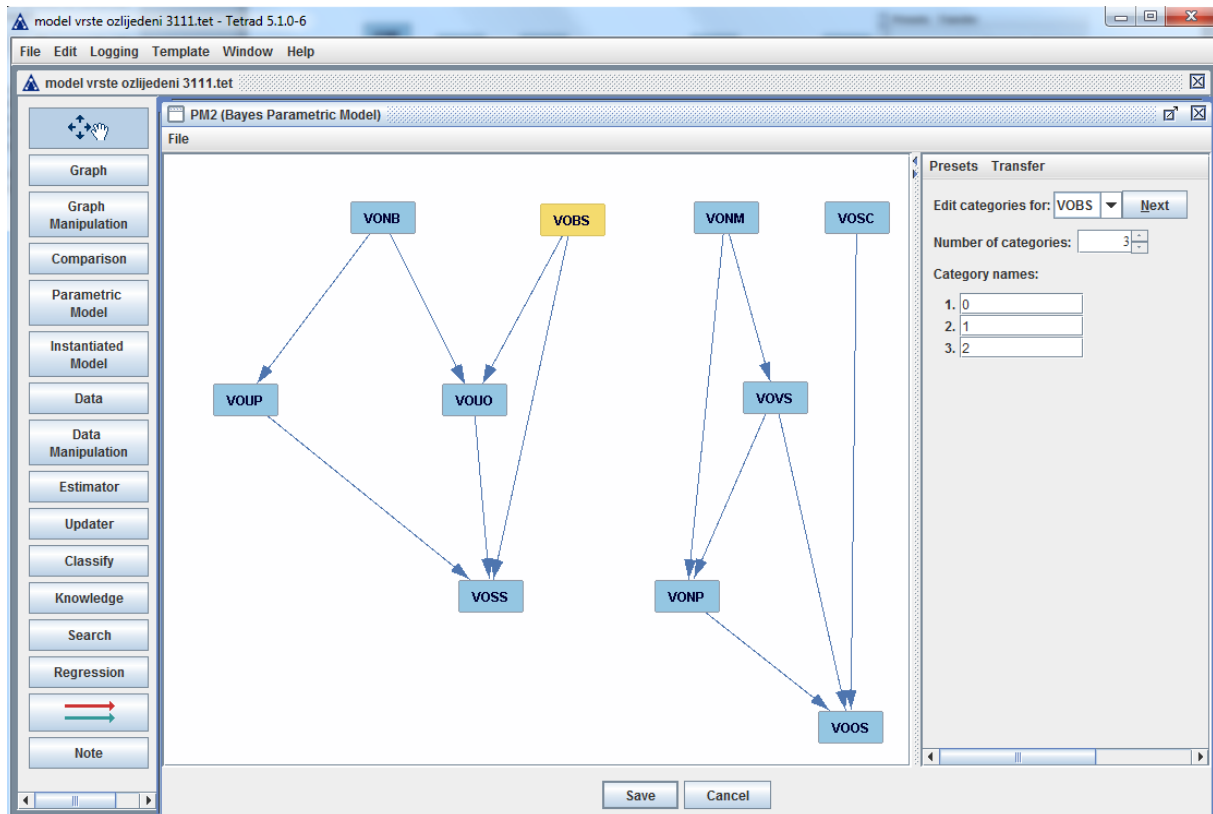 model vrste ozlijedeni 3111.tet - Tetrad 5.1.0-6
File Edit Logging Template Window Help
model vrste ozlijedeni 3111.tet
PM2 (Bayes Parametric Model)
File
Graph
Graph
Manipulation
Comparison
Parametric
Model
Instantiated
Model
Data
Data
Manipulation
Estimator
Updater
Classify
Knowledge
Search
Regression
Note
VONB
VOBS
VONM
VOSC
VOUP
VOUO
VOVS
VOSS
VONP
VOOS
Presets Transfer
Edit categories for: VOBS Next
Number of categories: 3
Category names:
1. 0
2. 1
3. 2
Save Cancel